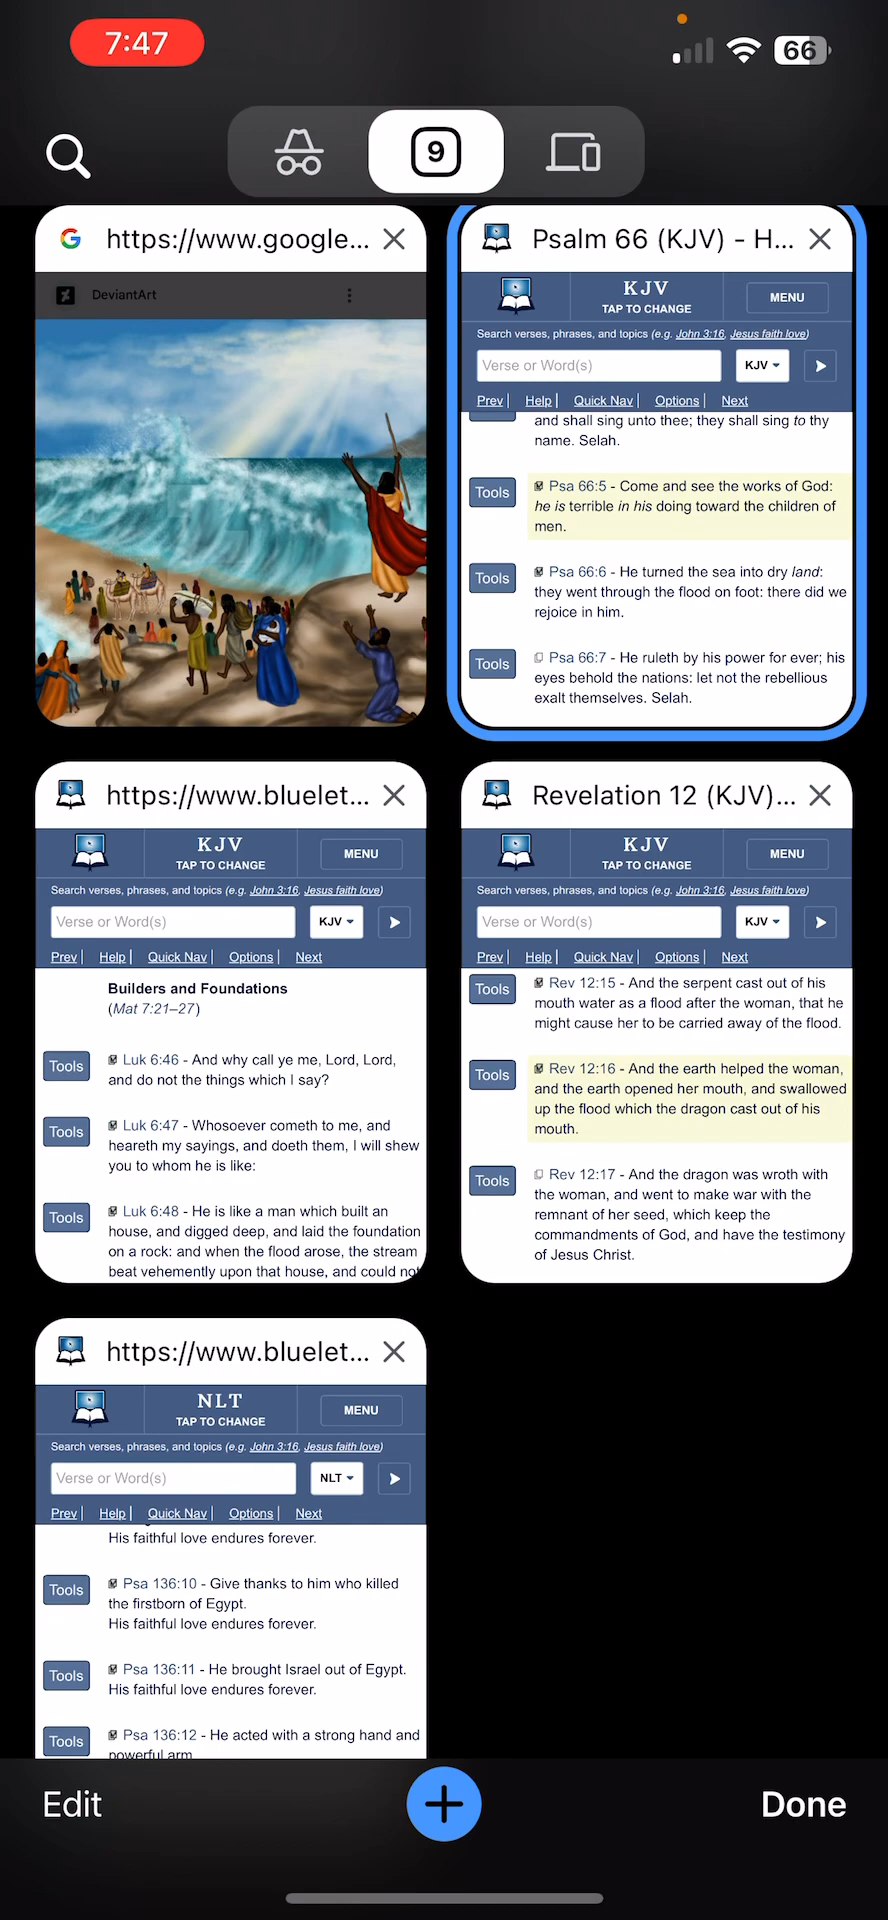 7:47
66
9
https://www.google...
DeviantArt
Psalm 66 (KJV) - H...
KJV
TAP TO CHANGE
MENU
Search verses, phrases, and topics (e.g. John 3:16, Jesus faith love)
Verse or Word(s)
KJV
Prev | Help | Quick Nav | Options | Next
and shall sing unto thee; they shall sing to thy
name. Selah.
Tools
Psa 66:5 - Come and see the works of God:
he is terrible in his doing toward the children of
men.
Tools
Psa 66:6 - He turned the sea into dry land:
they went through the flood on foot: there did we
rejoice in him.
Tools
Psa 66:7 - He ruleth by his power for ever; his
eyes behold the nations: let not the rebellious
exalt themselves. Selah.
https://www.bluelet...
KJV
TAP TO CHANGE
MENU
Search verses, phrases, and topics (e.g. John 3:16, Jesus faith love)
Verse or Word(s)
KJV
Prev | Help | Quick Nav | Options | Next
Builders and Foundations
(Mat 7:21–27)
Tools
Luk 6:46 - And why call ye me, Lord, Lord,
and do not the things which I say?
Tools
Luk 6:47 - Whosoever cometh to me, and
heareth my sayings, and doeth them, I will shew
you to whom he is like:
Tools
Luk 6:48 - He is like a man which built an
house, and digged deep, and laid the foundation
on a rock: and when the flood arose, the stream
beat vehemently upon that house, and could not
Revelation 12 (KJV)...
KJV
TAP TO CHANGE
MENU
Search verses, phrases, and topics (e.g. John 3:16, Jesus faith love)
Verse or Word(s)
KJV
Prev | Help | Quick Nav | Options | Next
Tools
Rev 12:15 - And the serpent cast out of his
mouth water as a flood after the woman, that he
might cause her to be carried away of the flood.
Tools
Rev 12:16 - And the earth helped the woman,
and the earth opened her mouth, and swallowed
up the flood which the dragon cast out of his
mouth.
Tools
Rev 12:17 - And the dragon was wroth with
the woman, and went to make war with the
remnant of her seed, which keep the
commandments of God, and have the testimony
of Jesus Christ.
https://www.bluelet...
NLT
TAP TO CHANGE
MENU
Search verses, phrases, and topics (e.g. John 3:16, Jesus faith love)
Verse or Word(s)
NLT
Prev | Help | Quick Nav | Options | Next
His faithful love endures forever.
Tools
Psa 136:10 - Give thanks to him who killed
the firstborn of Egypt.
His faithful love endures forever.
Tools
Psa 136:11 - He brought Israel out of Egypt.
His faithful love endures forever.
Tools
Psa 136:12 - He acted with a strong hand and
powerful arm
Edit
Done